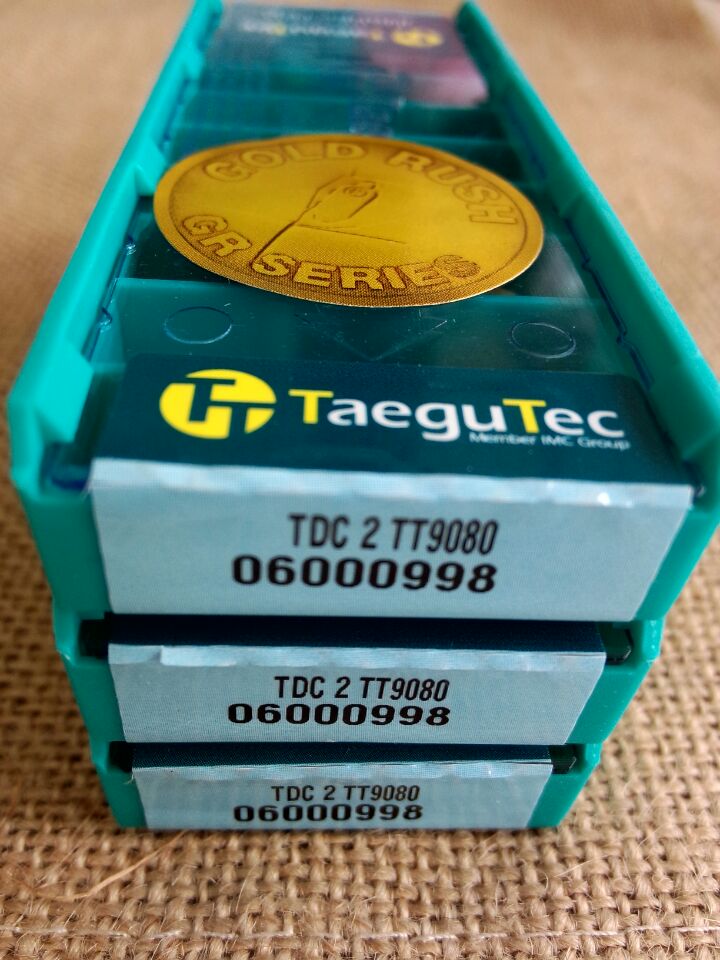 TaeguTec
GOLD RUSH
GR SERIES
TaeguTec
Member IMC Group
TDC 2 TT9080
06000998
TDC 2 TT9080
06000998
TDC 2 TT9080
06000998